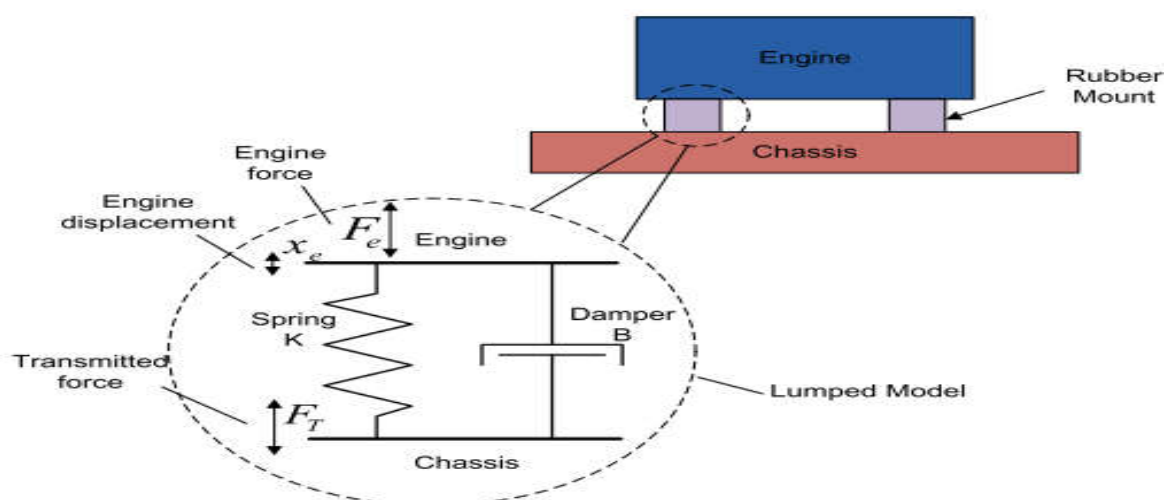 Engine
Rubber
Mount
Chassis
Engine
force
Engine
displacement
F_e
Engine
x_e
Spring
K
Damper
B
Transmitted
force
F_T
Lumped Model
Chassis